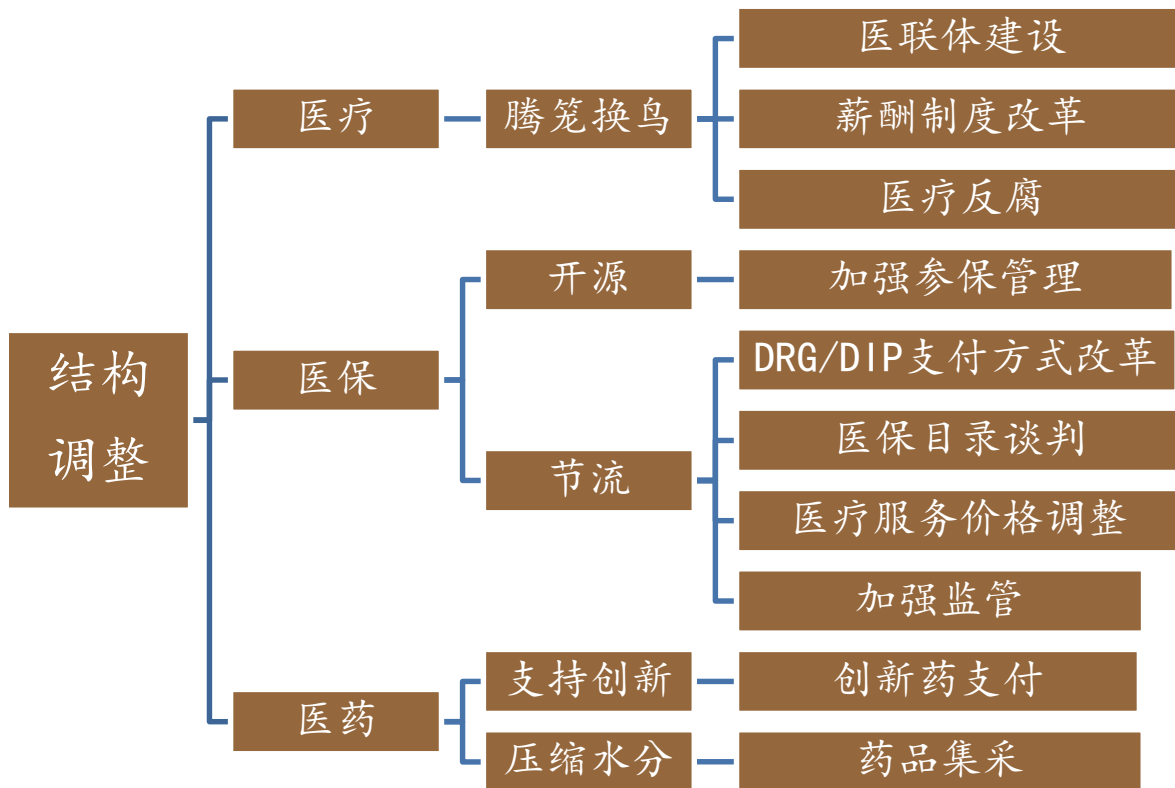 结构
调整
医疗
腾笼换鸟
医联体建设
薪酬制度改革
医疗反腐
医保
开源
加强参保管理
节流
DRG/DIP支付方式改革
医保目录谈判
医疗服务价格调整
加强监管
医药
支持创新
创新药支付
压缩水分
药品集采